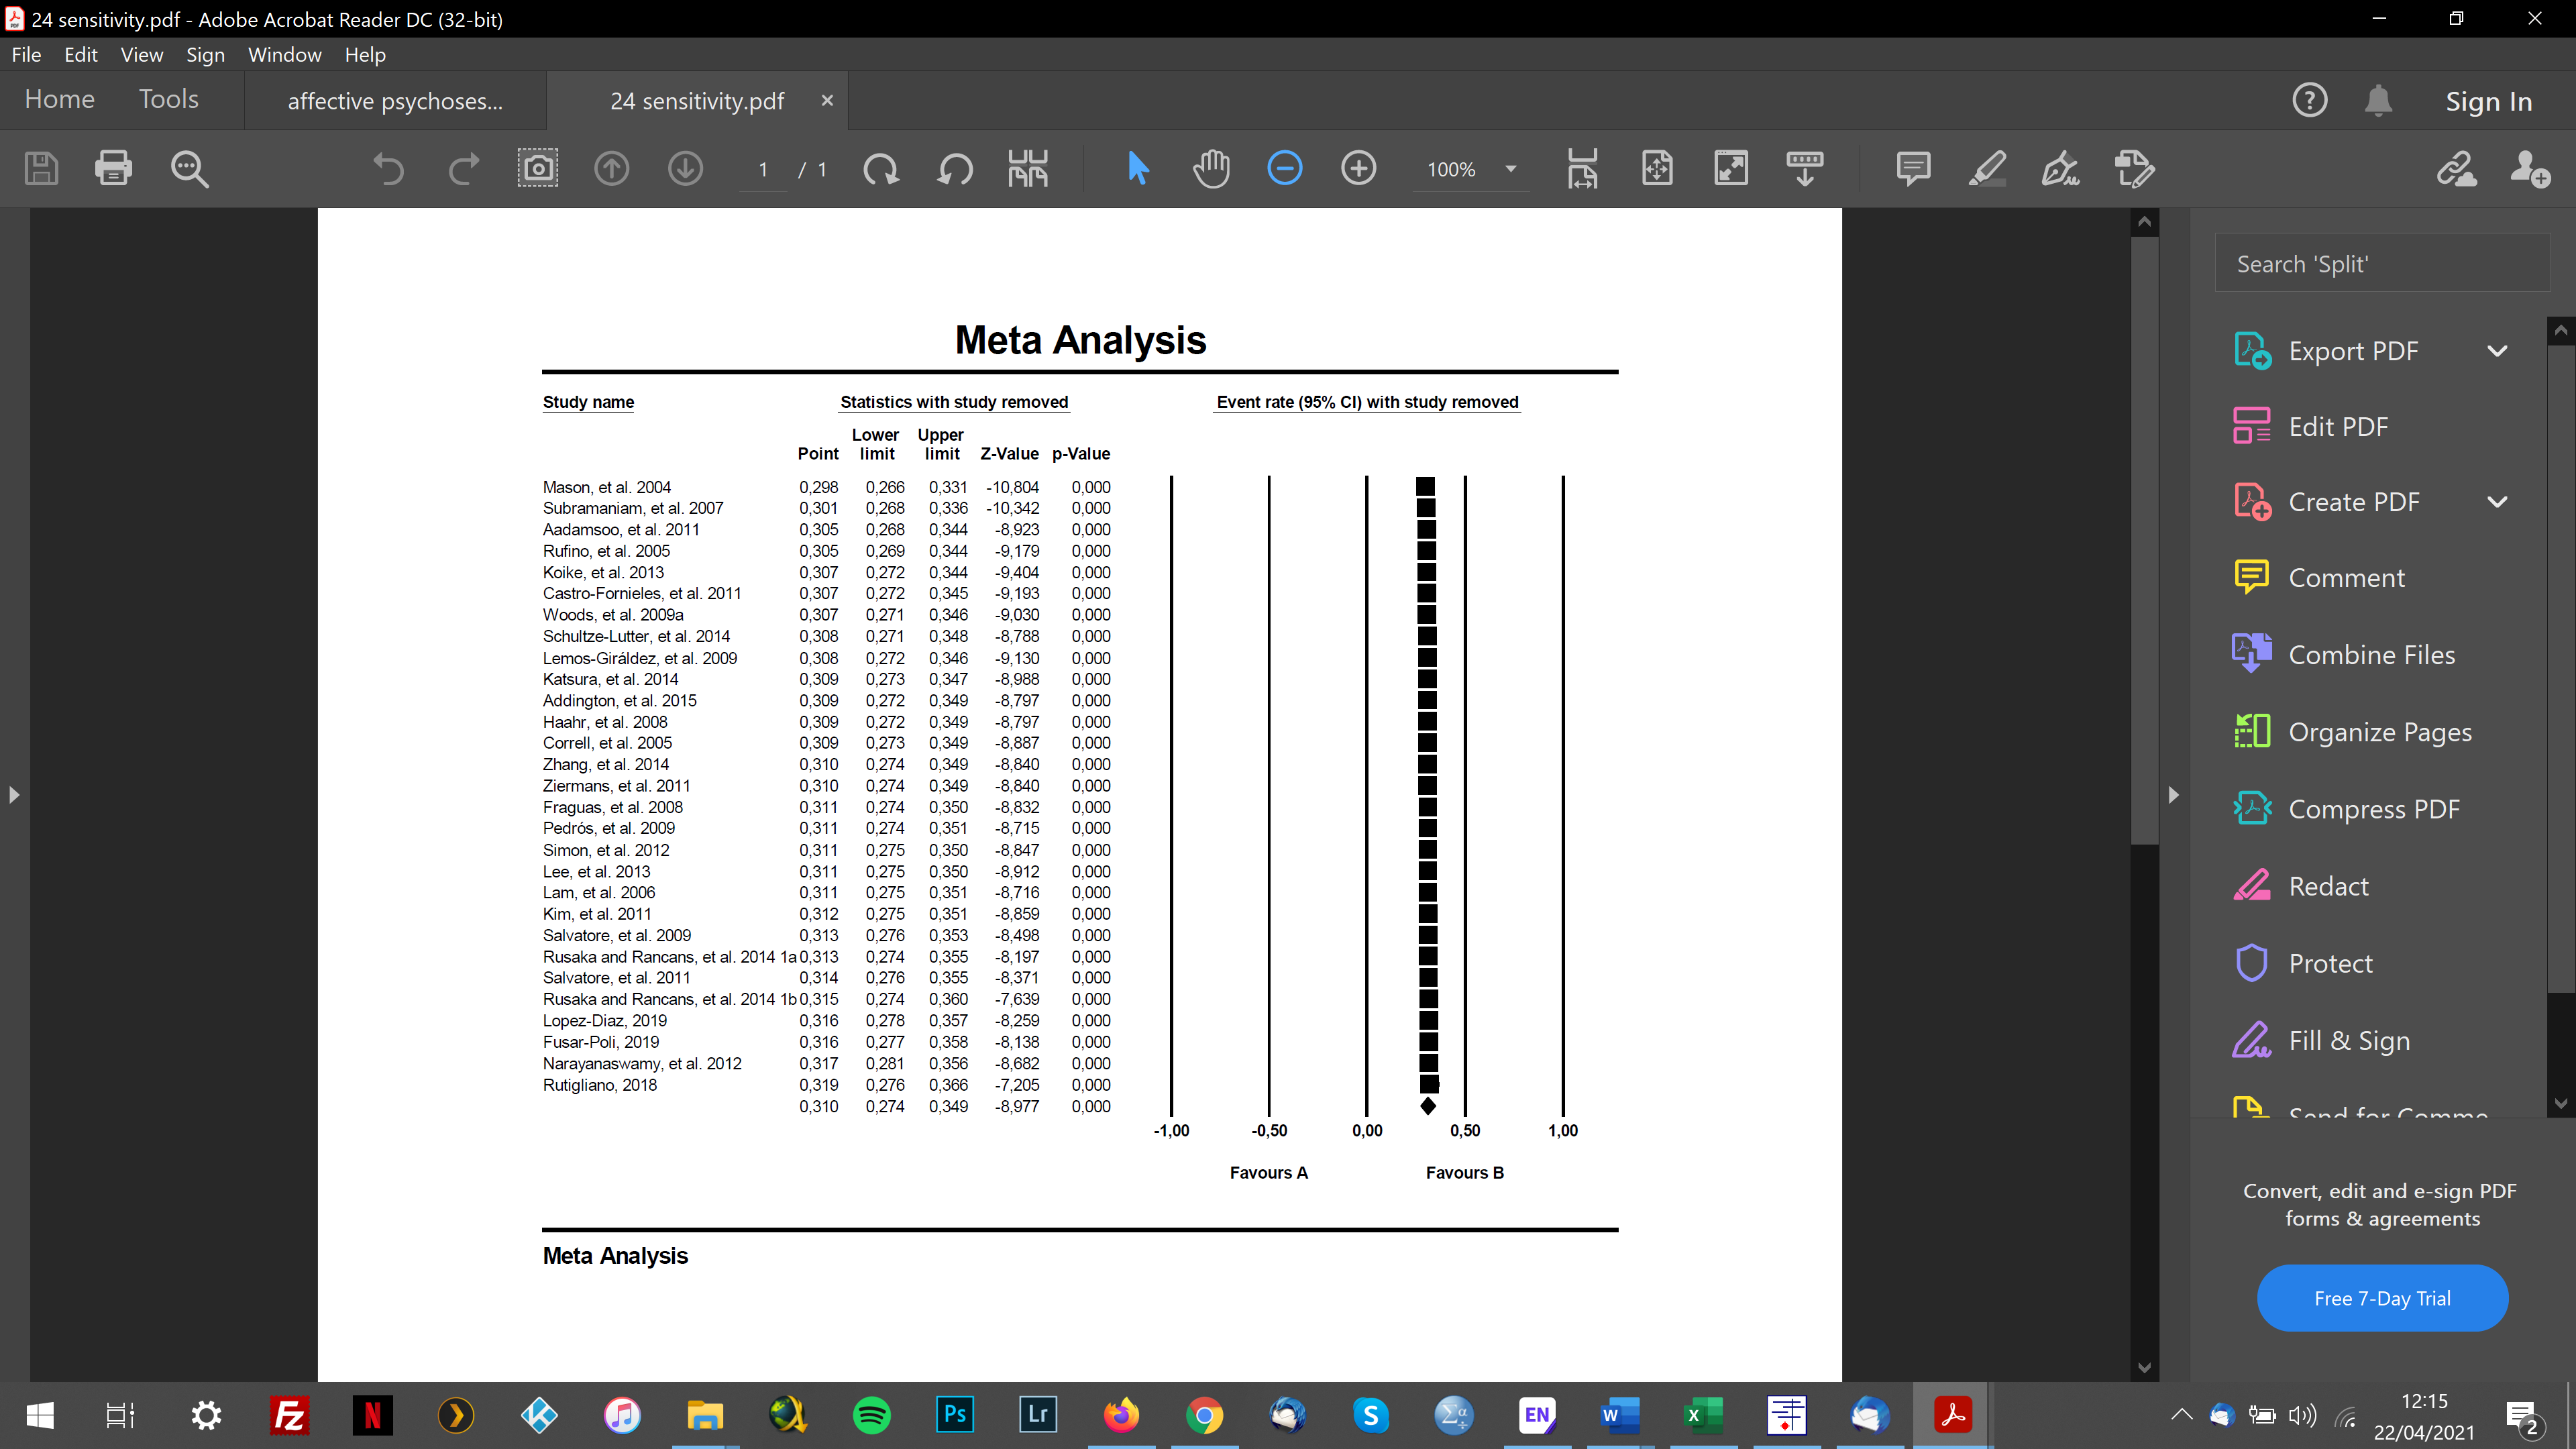 24 sensitivity.pdf - Adobe Acrobat Reader DC (32-bit)
File Edit View Sign Window Help
Home Tools affective psychoses... 24 sensitivity.pdf × Sign In
1 / 1 100%
Meta Analysis
Study name Statistics with study removed Event rate (95% CI) with study removed
Lower Upper
Point limit limit Z-Value p-Value
Mason, et al. 2004 0,298 0,266 0,331 -10,804 0,000
Subramaniam, et al. 2007 0,301 0,268 0,336 -10,342 0,000
Aadamsoo, et al. 2011 0,305 0,268 0,344 -8,923 0,000
Rufino, et al. 2005 0,305 0,269 0,344 -9,179 0,000
Koike, et al. 2013 0,307 0,272 0,344 -9,404 0,000
Castro-Fornieles, et al. 2011 0,307 0,272 0,345 -9,193 0,000
Woods, et al. 2009a 0,307 0,271 0,346 -9,030 0,000
Schultze-Lutter, et al. 2014 0,308 0,271 0,348 -8,788 0,000
Lemos-Giráldez, et al. 2009 0,308 0,272 0,346 -9,130 0,000
Katsura, et al. 2014 0,309 0,273 0,347 -8,988 0,000
Addington, et al. 2015 0,309 0,272 0,349 -8,797 0,000
Haahr, et al. 2008 0,309 0,272 0,349 -8,797 0,000
Correll, et al. 2005 0,309 0,273 0,349 -8,887 0,000
Zhang, et al. 2014 0,310 0,274 0,349 -8,840 0,000
Ziermans, et al. 2011 0,310 0,274 0,349 -8,840 0,000
Fraguas, et al. 2008 0,311 0,274 0,350 -8,832 0,000
Pedrós, et al. 2009 0,311 0,274 0,351 -8,715 0,000
Simon, et al. 2012 0,311 0,275 0,350 -8,847 0,000
Lee, et al. 2013 0,311 0,275 0,350 -8,912 0,000
Lam, et al. 2006 0,311 0,275 0,351 -8,716 0,000
Kim, et al. 2011 0,312 0,275 0,351 -8,859 0,000
Salvatore, et al. 2009 0,313 0,276 0,353 -8,498 0,000
Rusaka and Rancans, et al. 2014 1a 0,313 0,274 0,355 -8,197 0,000
Salvatore, et al. 2011 0,314 0,276 0,355 -8,371 0,000
Rusaka and Rancans, et al. 2014 1b 0,315 0,274 0,360 -7,639 0,000
Lopez-Diaz, 2019 0,316 0,278 0,357 -8,259 0,000
Fusar-Poli, 2019 0,316 0,277 0,358 -8,138 0,000
Narayanaswamy, et al. 2012 0,317 0,281 0,356 -8,682 0,000
Rutigliano, 2018 0,319 0,276 0,366 -7,205 0,000
0,310 0,274 0,349 -8,977 0,000
-1,00 -0,50 0,00 0,50 1,00
Favours A Favours B
Meta Analysis
Search 'Split'
Export PDF
Edit PDF
Create PDF
Comment
Combine Files
Organize Pages
Compress PDF
Redact
Protect
Fill & Sign
Send for Comme
Convert, edit and e-sign PDF
forms & agreements
Free 7-Day Trial
Fz N Ps Lr S Σα EN W X
12:15
22/04/2021
2